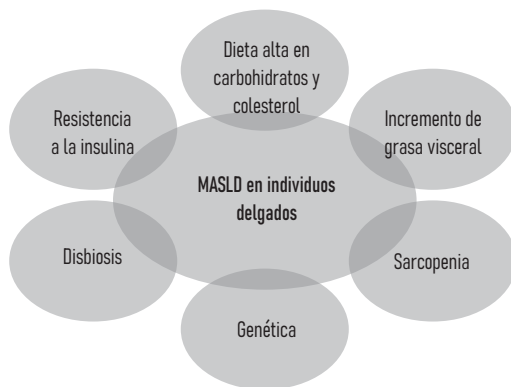 Dieta alta en
carbohidratos y
colesterol
Resistencia
a la insulina
Incremento de
grasa visceral
MASLD en individuos
delgados
Disbiosis
Sarcopenia
Genética